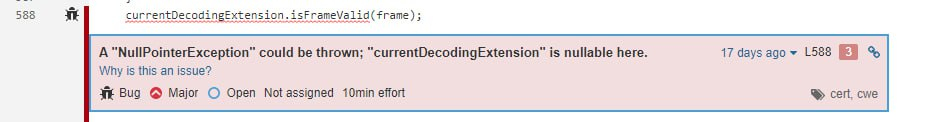 588 currentDecodingExtension.isFrameValid(frame);
A "NullPointerException" could be thrown; "currentDecodingExtension" is nullable here. 17 days ago L588 3
Why is this an issue?
Bug Major Open Not assigned 10min effort cert, cwe